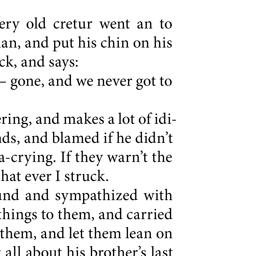 ery old cretur went an to
an, and put his chin on his
ck, and says:
– gone, and we never got to
ering, and makes a lot of idi-
ds, and blamed if he didn’t
a-crying. If they warn’t the
hat ever I struck.
und and sympathized with
things to them, and carried
them, and let them lean on
all about his brother’s last